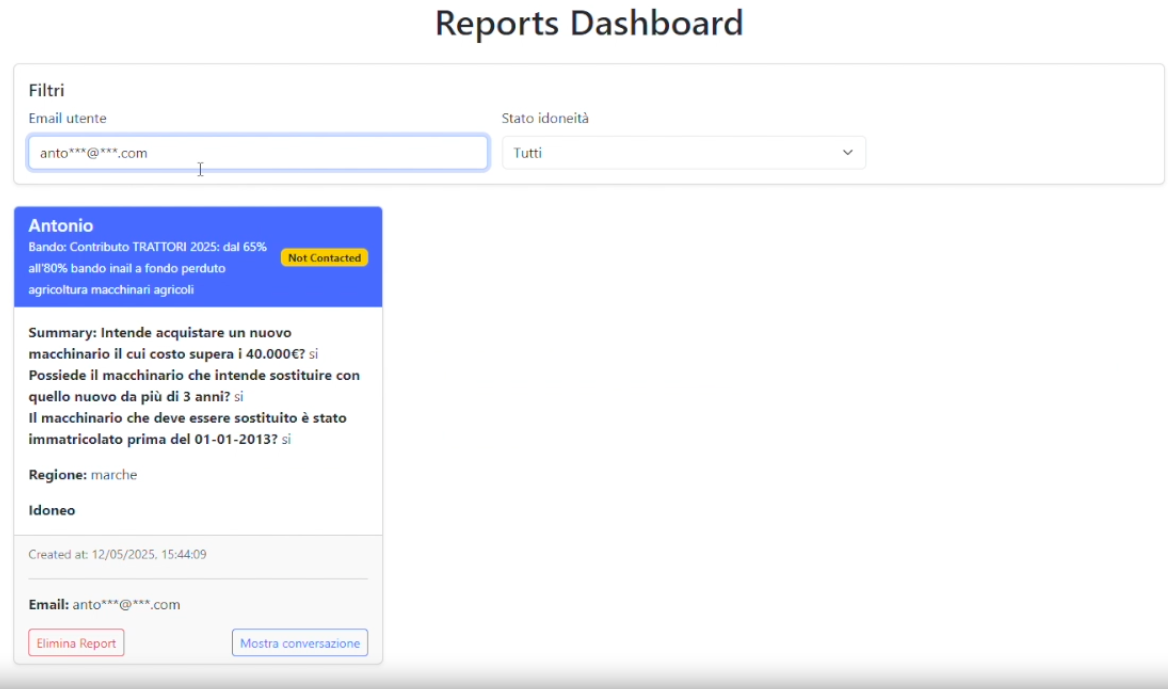 Reports Dashboard
Filtri
Email utente
Stato idoneità
anto***@***.com
Tutti
Antonio
Bando: Contributo TRATTORI 2025: dal 65%
all'80% bando inail a fondo perduto
agricoltura macchinari agricoli
Not Contacted
Summary: Intende acquistare un nuovo
macchinario il cui costo supera i 40.000€? si
Possiede il macchinario che intende sostituire con
quello nuovo da più di 3 anni? si
Il macchinario che deve essere sostituito è stato
immatricolato prima del 01-01-2013? si
Regione: marche
Idoneo
Created at: 12/05/2025, 15:44:09
Email: anto***@***.com
Elimina Report
Mostra conversazione